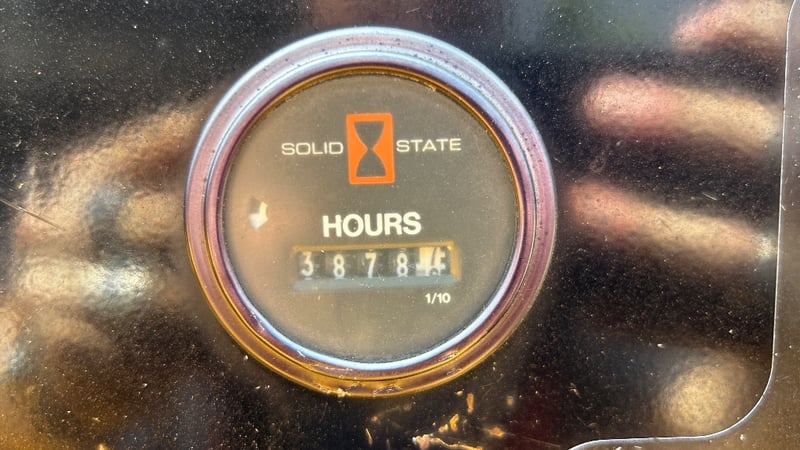 SOLID STATE
HOURS
3878
1/10